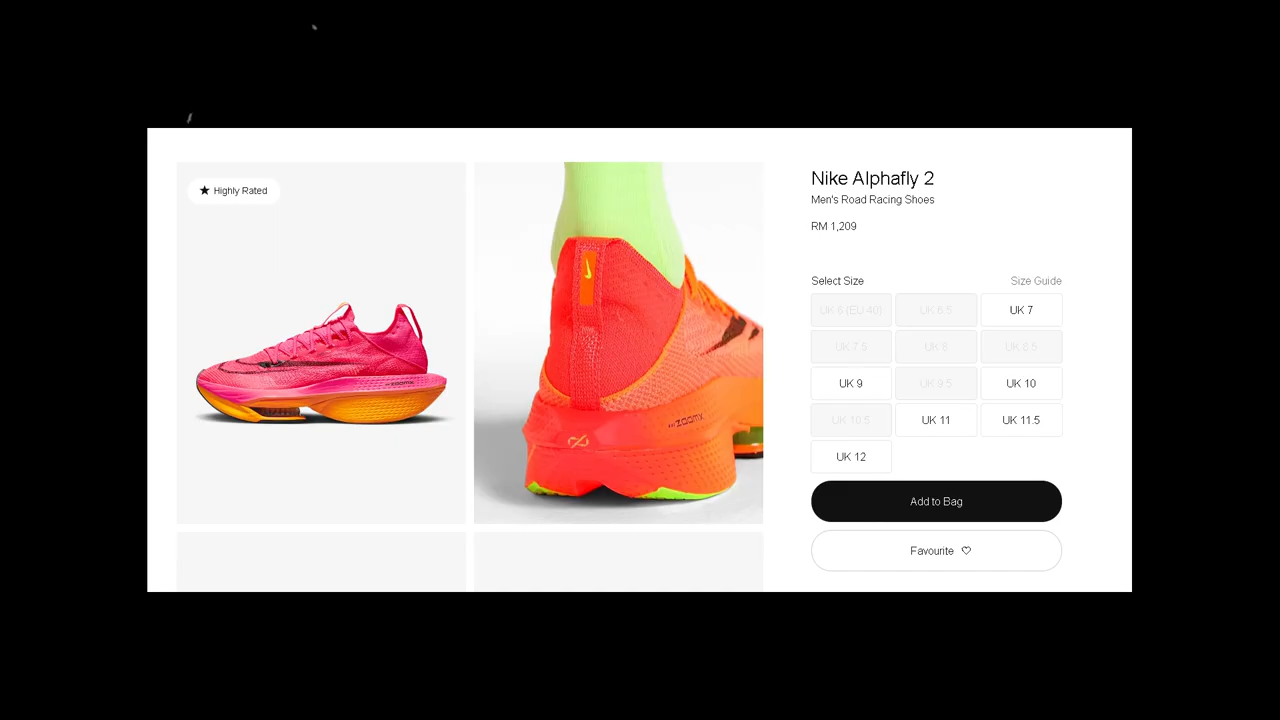 Highly Rated
ZOOMX
ZOOMX
Nike Alphafly 2
Men's Road Racing Shoes
RM 1,209
Select Size
Size Guide
UK 6 (EU 40)
UK 6.5
UK 7
UK 7.5
UK 8
UK 8.5
UK 9
UK 9.5
UK 10
UK 10.5
UK 11
UK 11.5
UK 12
Add to Bag
Favourite